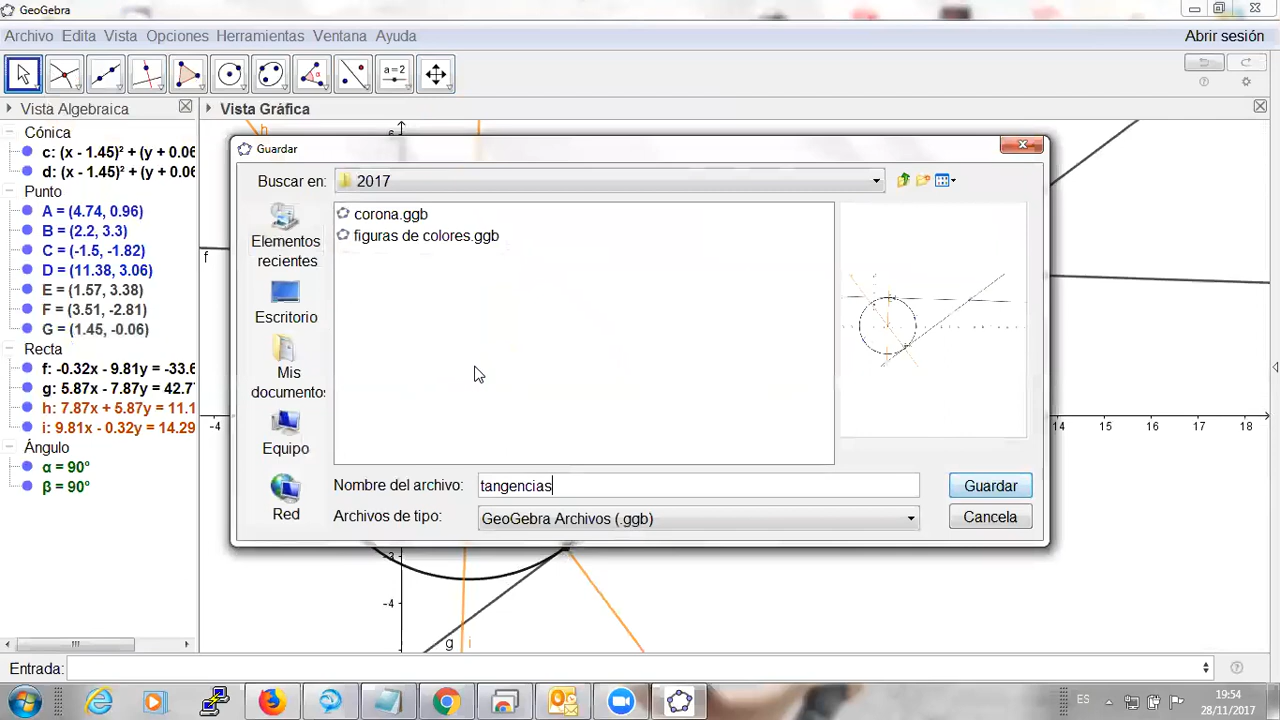 GeoGebra
Archivo Edita Vista Opciones Herramientas Ventana Ayuda
Abrir sesión
a=2
Vista Algebraica
Vista Gráfica
Cónica
c: (x - 1.45)² + (y + 0.06
d: (x - 1.45)² + (y + 0.06
Punto
A = (4.74, 0.96)
B = (2.2, 3.3)
C = (-1.5, -1.82)
D = (11.38, 3.06)
E = (1.57, 3.38)
F = (3.51, -2.81)
G = (1.45, -0.06)
Recta
f: -0.32x - 9.81y = -33.6
g: 5.87x - 7.87y = 42.7
h: 7.87x + 5.87y = 11.1
i: 9.81x - 0.32y = 14.29
Ángulo
α = 90°
β = 90°
h
f
-4
Guardar
Buscar en:
2017
Elementos recientes
Escritorio
Mis documentos
Equipo
Red
corona.ggb
figuras de colores.ggb
Nombre del archivo:
tangencias
Guardar
Archivos de tipo:
GeoGebra Archivos (.ggb)
Cancela
14 15 16 17 18
-3
-4
g
i
Entrada:
ES
19:54
28/11/2017